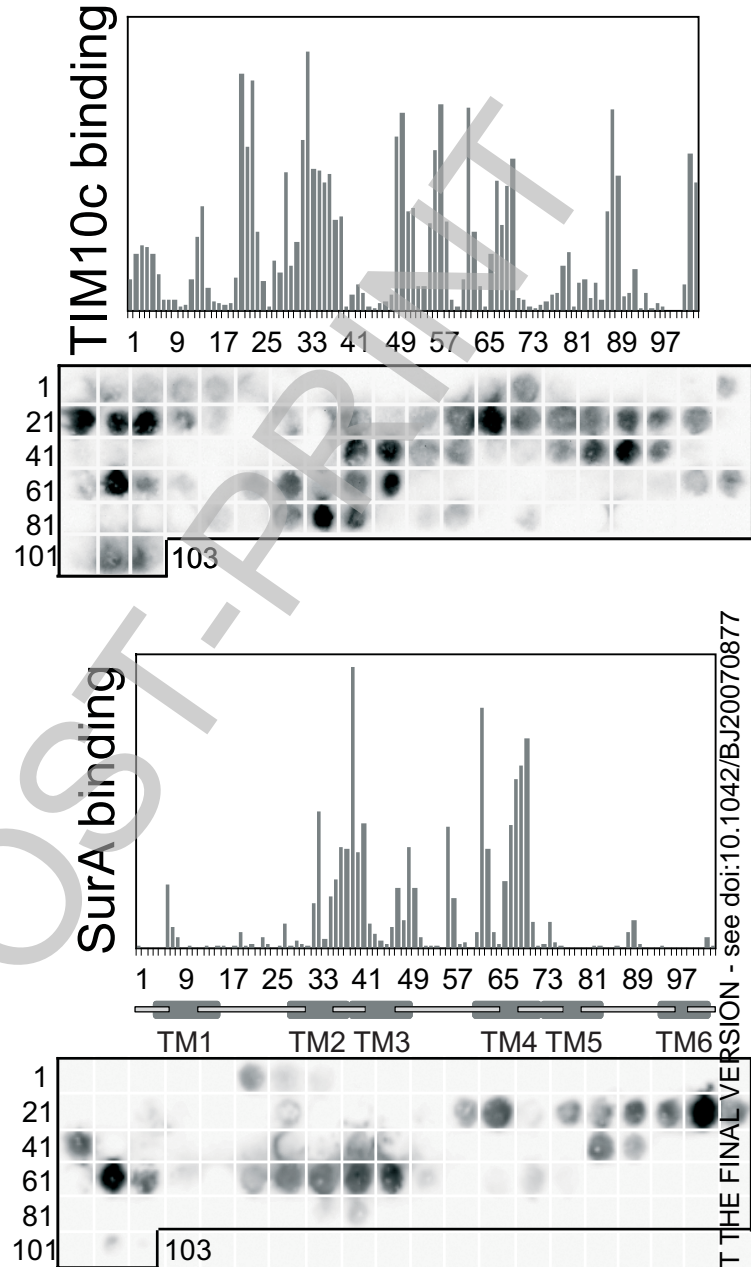 TIM10c binding
1 9 17 25 33 41 49 57 65 73 81 89 97
1
21
41
61
81
101
103
SurA binding
1 9 17 25 33 41 49 57 65 73 81 89 97
TM1 TM2 TM3 TM4 TM5 TM6
1
21
41
61
81
101
103
OST-PRINT
T THE FINAL VERSION - see doi:10.1042/BJ20070877